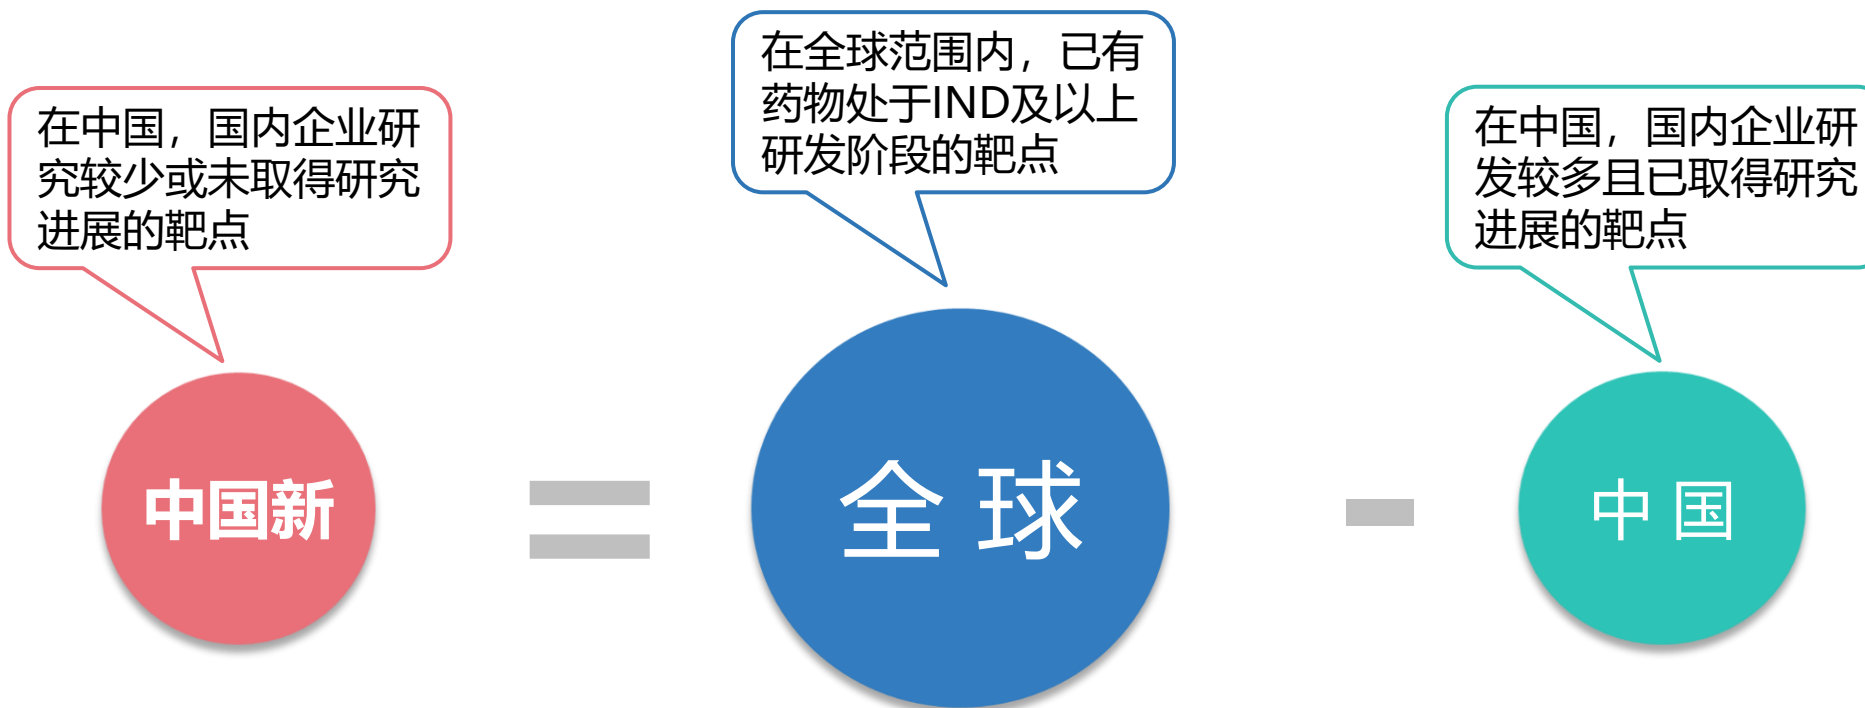 在中国，国内企业研
究较少或未取得研究
进展的靶点
在全球范围内，已有
药物处于IND及以上
研发阶段的靶点
在中国，国内企业研
发较多且已取得研究
进展的靶点
中国新
全 球
中 国